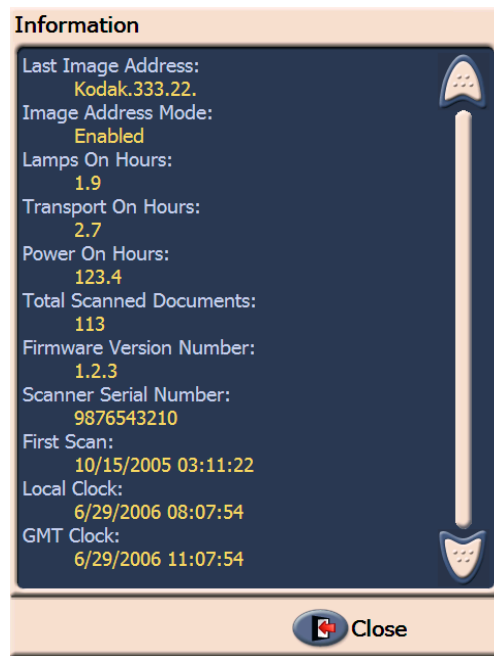 Information
Last Image Address:
Kodak.333.22.
Image Address Mode:
Enabled
Lamps On Hours:
1.9
Transport On Hours:
2.7
Power On Hours:
123.4
Total Scanned Documents:
113
Firmware Version Number:
1.2.3
Scanner Serial Number:
9876543210
First Scan:
10/15/2005 03:11:22
Local Clock:
6/29/2006 08:07:54
GMT Clock:
6/29/2006 11:07:54
Close